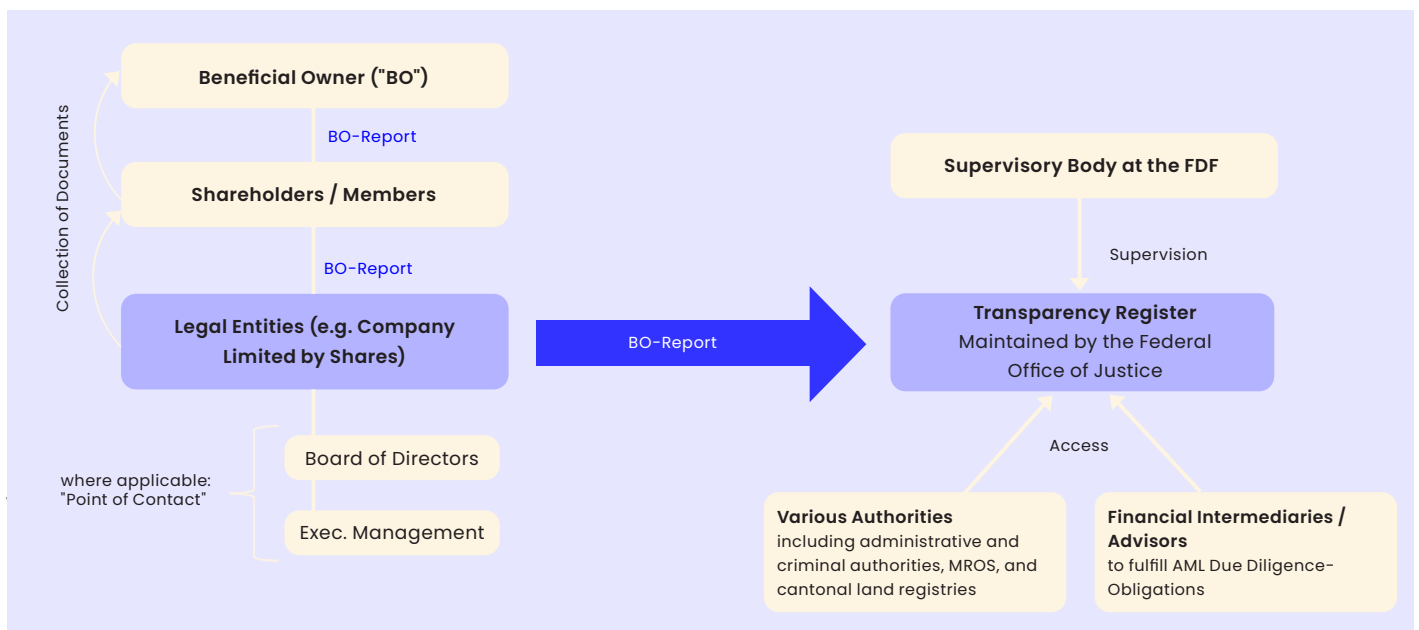 Beneficial Owner ("BO")
BO-Report
Shareholders / Members
BO-Report
Collection of Documents
Legal Entities (e.g. Company
Limited by Shares)
Board of Directors
where applicable:
"Point of Contact"
Exec. Management
BO-Report
Supervisory Body at the FDF
Supervision
Transparency Register
Maintained by the Federal
Office of Justice
Access
Various Authorities
including administrative and
criminal authorities, MROS, and
cantonal land registries
Financial Intermediaries /
Advisors
to fulfill AML Due Diligence-
Obligations